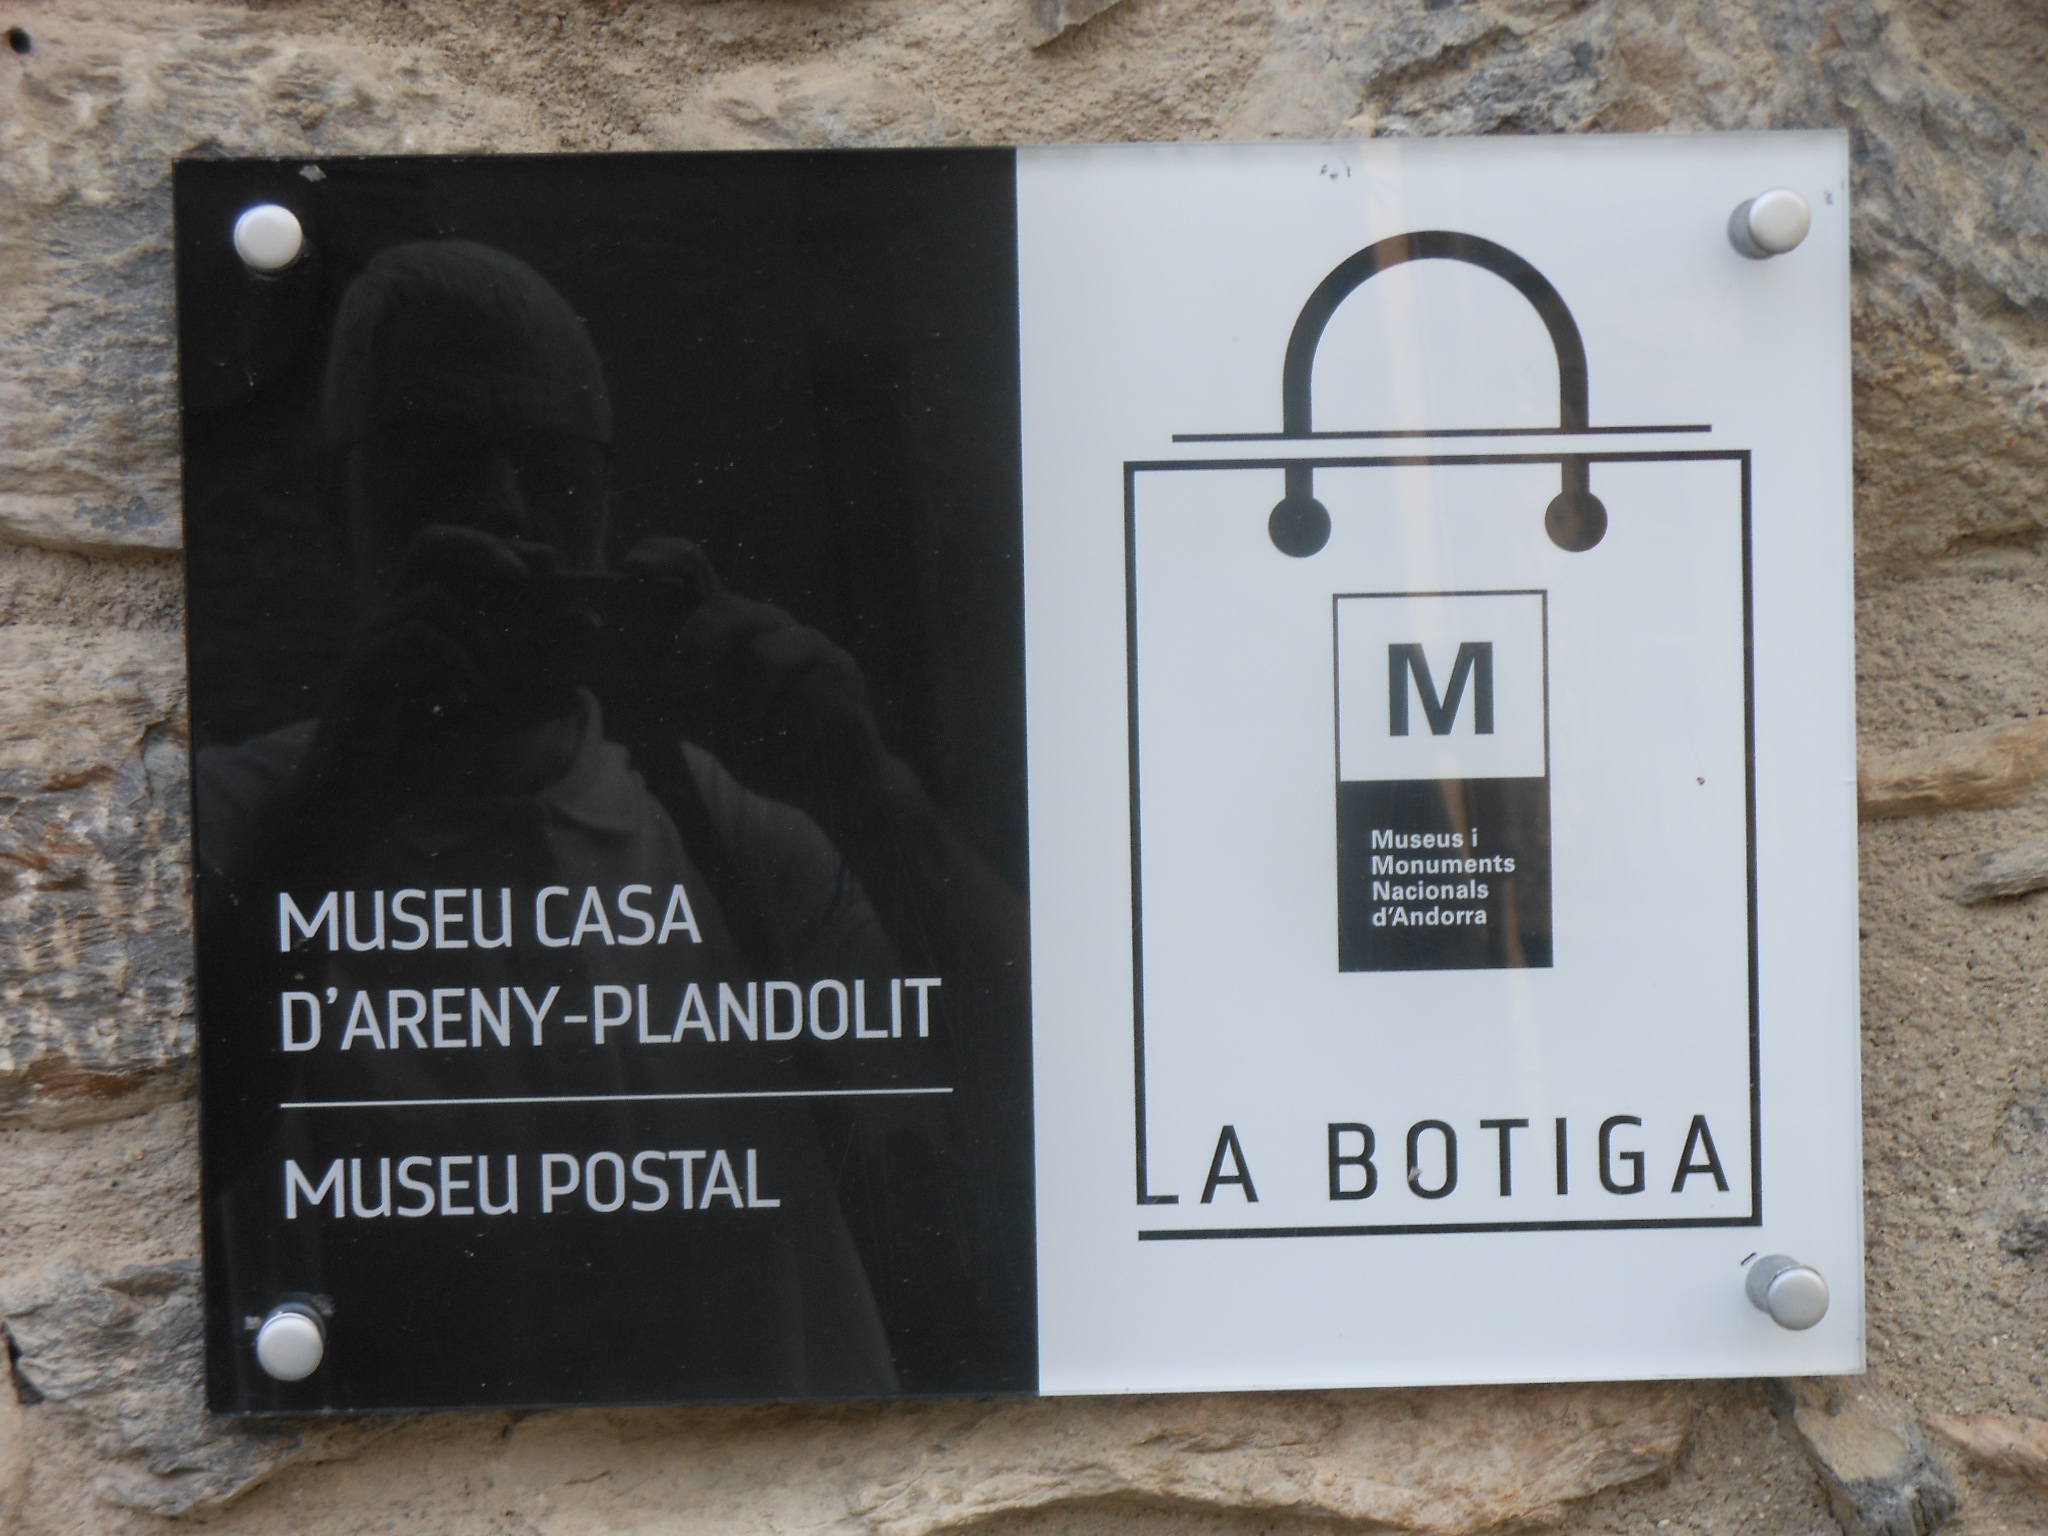 MUSEU CASA
D'ARENY-PLANDOLIT
MUSEU POSTAL
M
Museus i
Monuments
Nacionals
d'Andorra
LA BOTIGA